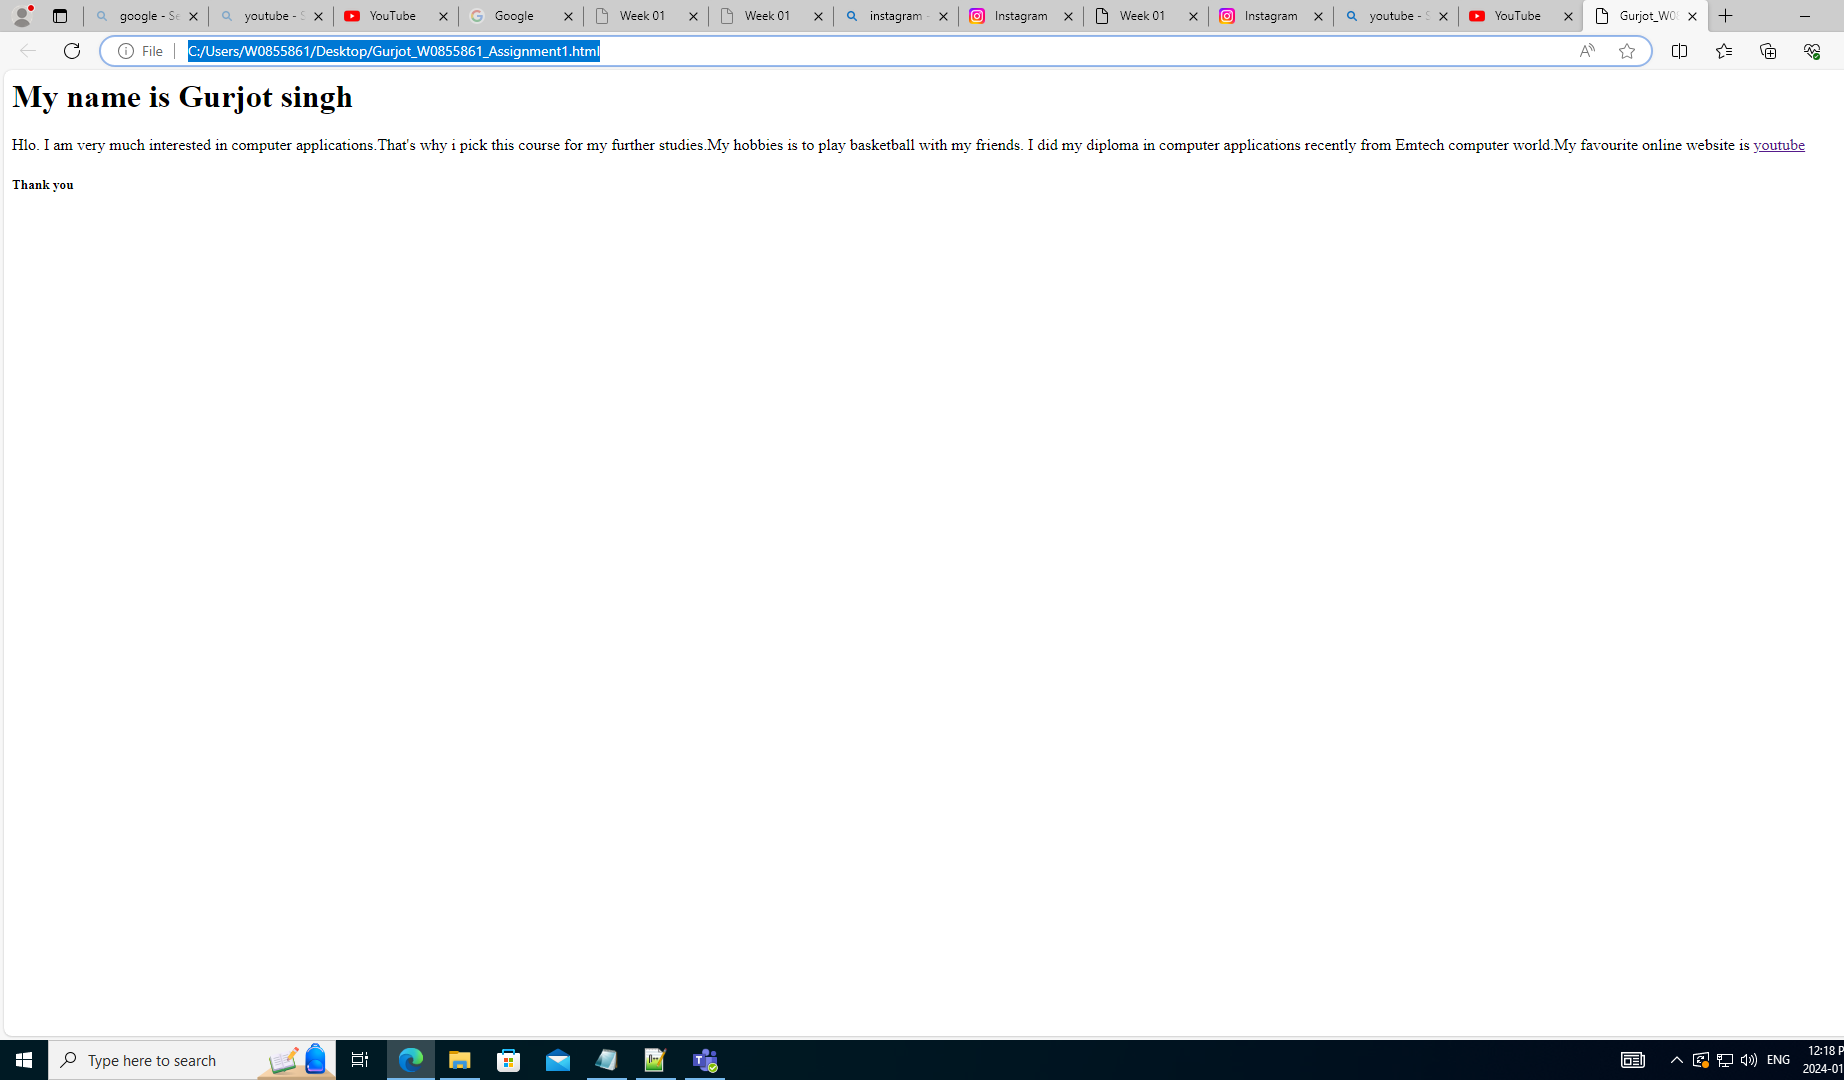 google - Se
youtube - S
YouTube
Google
Week 01
Week 01
instagram -
Instagram
Week 01
Instagram
youtube - S
YouTube
Gurjot_W08
File
C:/Users/W0855861/Desktop/Gurjot_W0855861_Assignment1.html
My name is Gurjot singh
Hlo. I am very much interested in computer applications.That's why i pick this course for my further studies.My hobbies is to play basketball with my friends. I did my diploma in computer applications recently from Emtech computer world.My favourite online website is youtube
Thank you
Type here to search
ENG
12:18 P
2024-01